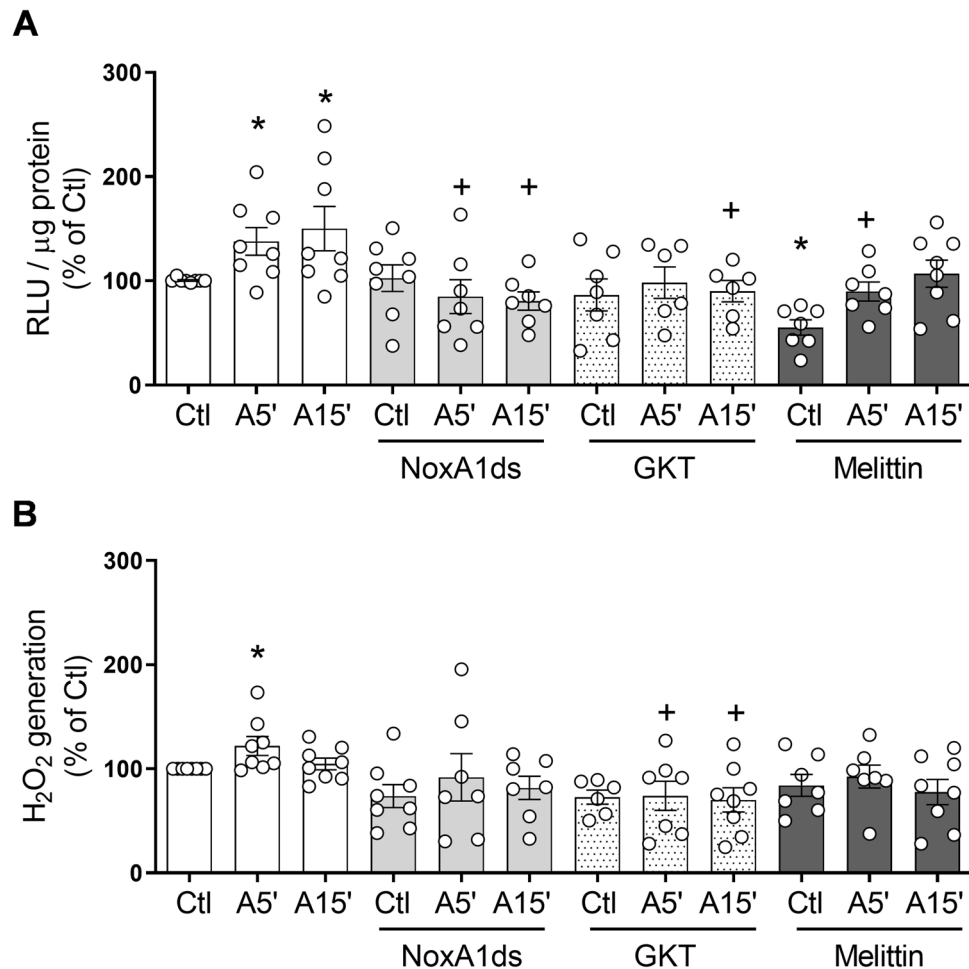 A
RLU / μg protein
(% of Ctl)
300
200
100
0
* * + + + * +
Ctl A5' A15' Ctl A5' A15' Ctl A5' A15' Ctl A5' A15'
NoxA1ds GKT Melittin
B
H₂O₂ generation
(% of Ctl)
300
200
100
0
* + +
Ctl A5' A15' Ctl A5' A15' Ctl A5' A15' Ctl A5' A15'
NoxA1ds GKT Melittin